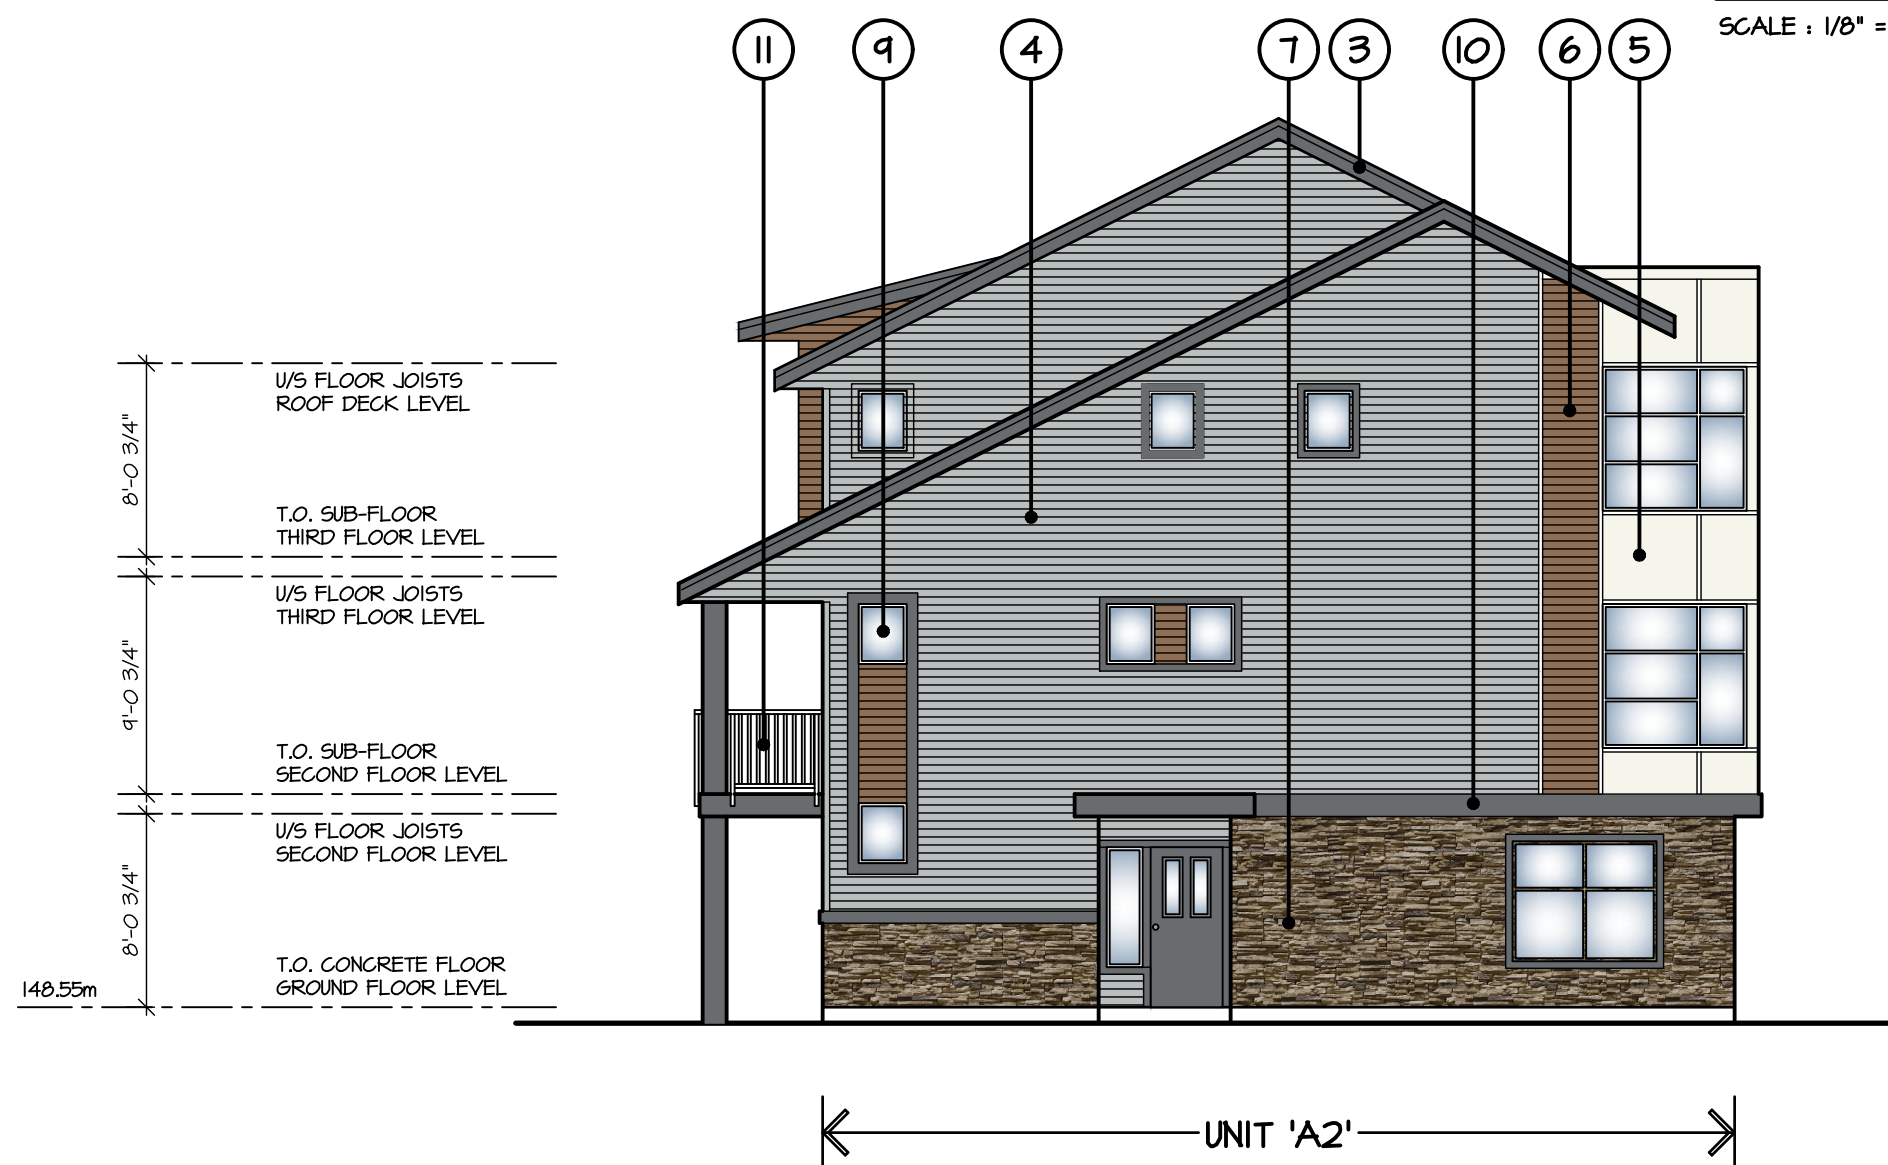 SCALE : 1/8" =
11 9 4 7 3 10 6 5
U/S FLOOR JOISTS
ROOF DECK LEVEL
8'-0 3/4"
T.O. SUB-FLOOR
THIRD FLOOR LEVEL
U/S FLOOR JOISTS
THIRD FLOOR LEVEL
9'-0 3/4"
T.O. SUB-FLOOR
SECOND FLOOR LEVEL
U/S FLOOR JOISTS
SECOND FLOOR LEVEL
8'-0 3/4"
T.O. CONCRETE FLOOR
GROUND FLOOR LEVEL
148.55m
UNIT 'A2'